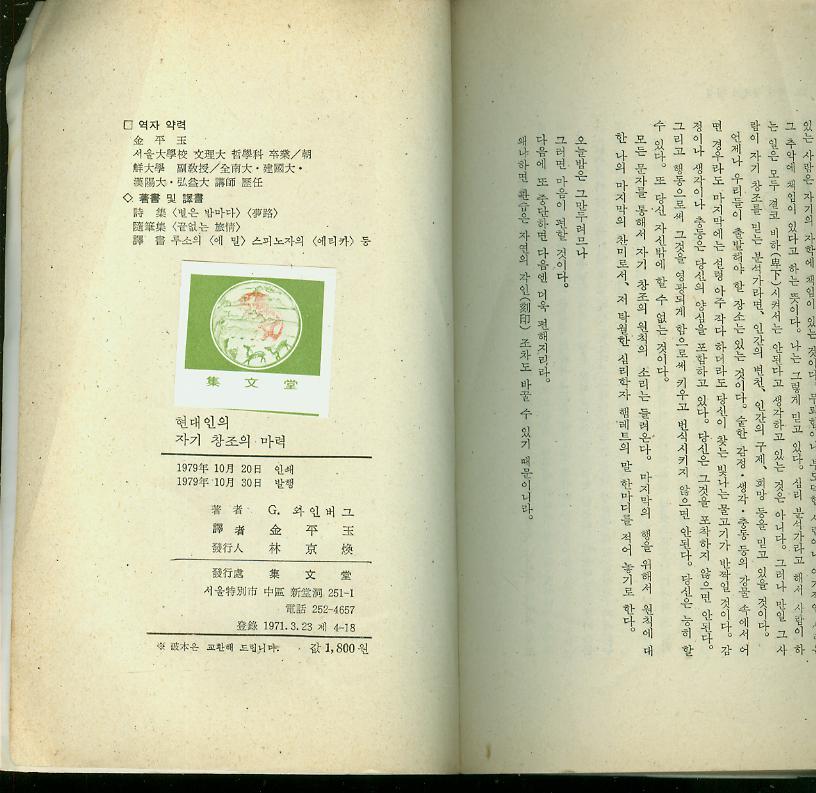 있는 사람은 자기의 자학에 책임이 있는 것이다.
그 추악에 책임이 있다고 하는 뜻이다. 나는 그렇게 믿고 있다. 심리 분석가라고 해서 사람이 하
는 일은 모두 결코 비하(卑下)시켜서는 안된다고 생각하고 있는 것은 아니다. 그러나 만일 그 사
람이 자기 창조를 믿는 분석가라면, 인간의 변천, 인간의 구제, 희망 등을 믿고 있을 것이다.
언제나 우리들이 출발해야 할 장소는 있는 것이다. 숱한 감정·생각·충동 등의 강물 속에서 어
면 경우라도 마지막에는 설령 아주 작다 하더라도 당신이 찾는 빛나는 물고기가 반짝일 것이다. 감
정이나 생각이나 충동은 당신의 양심을 포함하고 있다. 당신은 그것을 포착하지 않으면 안된다.
그리고 행동으로써 그것을 영광되게 함으로써 키우고 번식시키지 않으면 안된다. 당신은 능히 할
수 있다. 또 당신 자신밖에 할 수 없는 것이다.
모든 문자를 통해서 자기 창조의 원칙의 소리는 들려온다. 마지막의 행을 위해서 원칙에 대
한 나의 마지막의 찬미로서, 저 탁월한 심리학자 햄레트의 말 한마디를 적어 놓기로 한다.
오늘밤은 그만두려므나
그러면 마음이 편할 것이다.
다음에 또 중단하면 다음엔 더욱 편해지리라.
왜냐하면 관습은 자연의 각인(刻印) 조차도 바꿀 수 있기 때문이니라.
□ 역자 약력
金 平 玉
서울大學校 文理大 哲學科 卒業/朝
鮮大學 副敎授/全南大·建國大·
漢陽大·弘益大 講師 歷任
◇ 著書 및 譯書
詩 集 〈별은 밤마다〉 〈夢路〉
隨筆集 〈끝없는 旅情〉
譯 書 루소의 〈에밀〉 스피노자의 〈에티카〉 등
集 文 堂
현대인의
자기 창조의 마력
1979年 10月 20日 인쇄
1979年 10月 30日 발행
著 者 G. 와인버그
譯 者 金 平 玉
發行人 林 京 煥
發行處 集 文 堂
서울特別市 中區 新堂洞 251-1
電話 252-4657
登錄 1971.3.23 제 4-18
※ 破本은 교환해 드립니다. 값 1,800 원